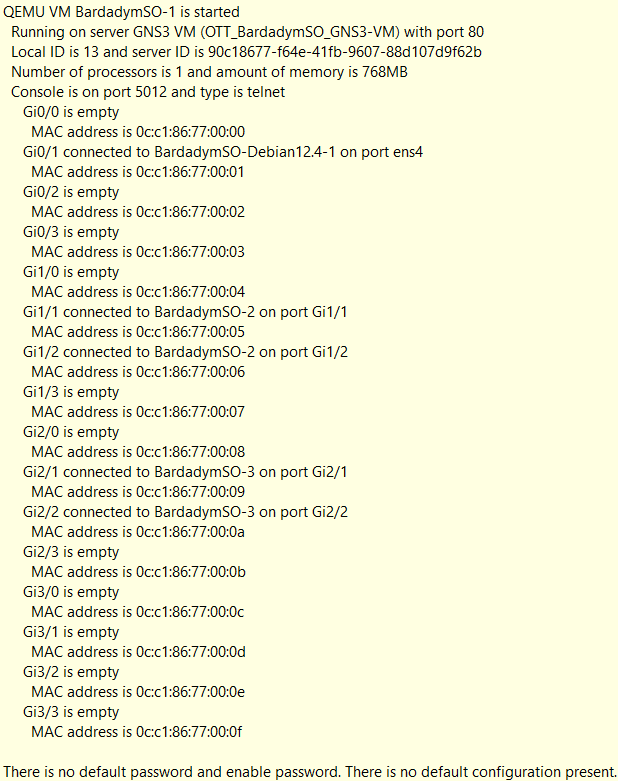 QEMU VM BardadymSO-1 is started
Running on server GNS3 VM (OTT_BardadymSO_GNS3-VM) with port 80
Local ID is 13 and server ID is 90c18677-f64e-41fb-9607-88d107d9f62b
Number of processors is 1 and amount of memory is 768MB
Console is on port 5012 and type is telnet
Gi0/0 is empty
MAC address is 0c:c1:86:77:00:00
Gi0/1 connected to BardadymSO-Debian12.4-1 on port ens4
MAC address is 0c:c1:86:77:00:01
Gi0/2 is empty
MAC address is 0c:c1:86:77:00:02
Gi0/3 is empty
MAC address is 0c:c1:86:77:00:03
Gi1/0 is empty
MAC address is 0c:c1:86:77:00:04
Gi1/1 connected to BardadymSO-2 on port Gi1/1
MAC address is 0c:c1:86:77:00:05
Gi1/2 connected to BardadymSO-2 on port Gi1/2
MAC address is 0c:c1:86:77:00:06
Gi1/3 is empty
MAC address is 0c:c1:86:77:00:07
Gi2/0 is empty
MAC address is 0c:c1:86:77:00:08
Gi2/1 connected to BardadymSO-3 on port Gi2/1
MAC address is 0c:c1:86:77:00:09
Gi2/2 connected to BardadymSO-3 on port Gi2/2
MAC address is 0c:c1:86:77:00:0a
Gi2/3 is empty
MAC address is 0c:c1:86:77:00:0b
Gi3/0 is empty
MAC address is 0c:c1:86:77:00:0c
Gi3/1 is empty
MAC address is 0c:c1:86:77:00:0d
Gi3/2 is empty
MAC address is 0c:c1:86:77:00:0e
Gi3/3 is empty
MAC address is 0c:c1:86:77:00:0f
There is no default password and enable password. There is no default configuration present.